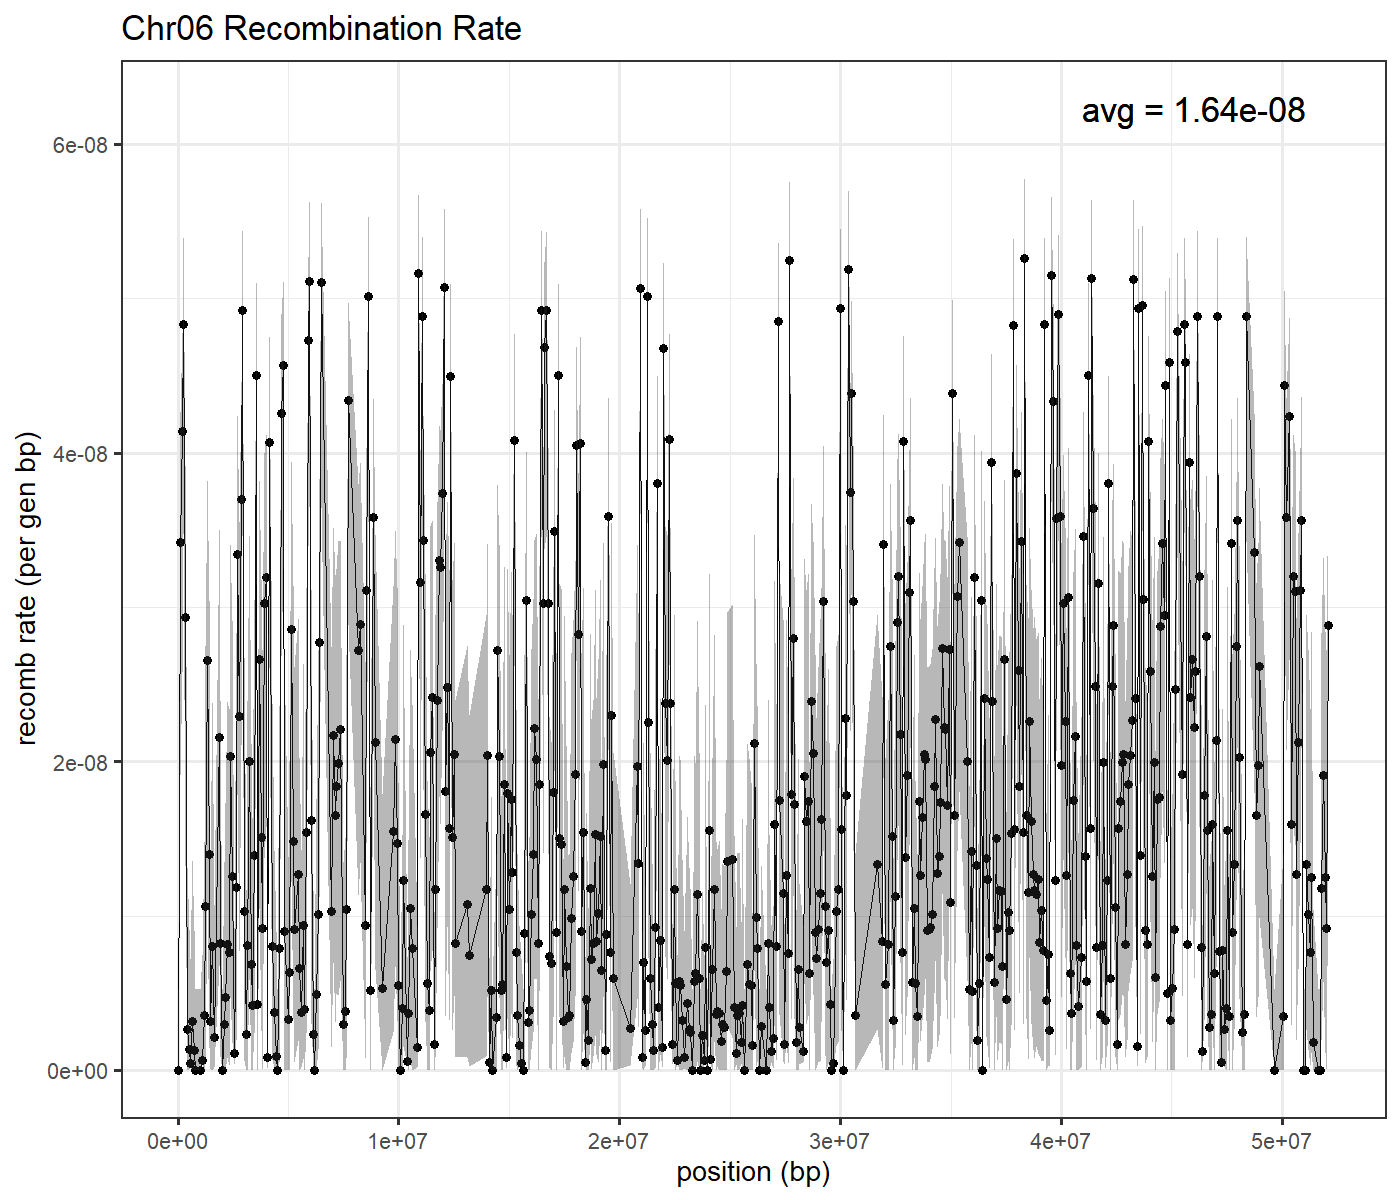 Chr06 Recombination Rate
avg = 1.64e-08
6e-08
4e-08
2e-08
0e+00
recomb rate (per gen bp)
0e+00 1e+07 2e+07 3e+07 4e+07 5e+07
position (bp)